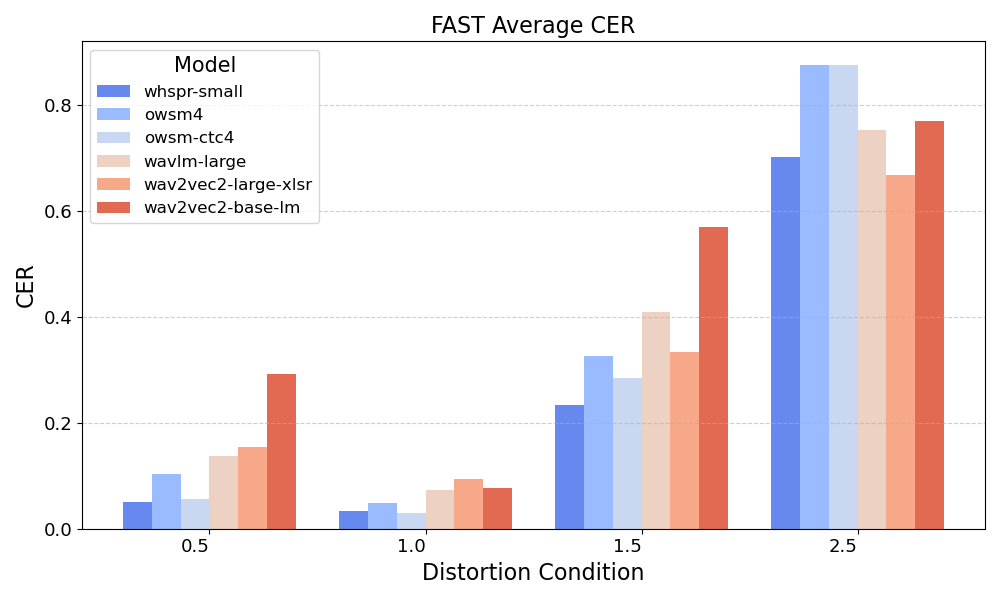 FAST Average CER
Model
whspr-small
owsm4
owsm-ctc4
wavlm-large
wav2vec2-large-xlsr
wav2vec2-base-lm
CER
0.8
0.6
0.4
0.2
0.0
0.5 1.0 1.5 2.5
Distortion Condition